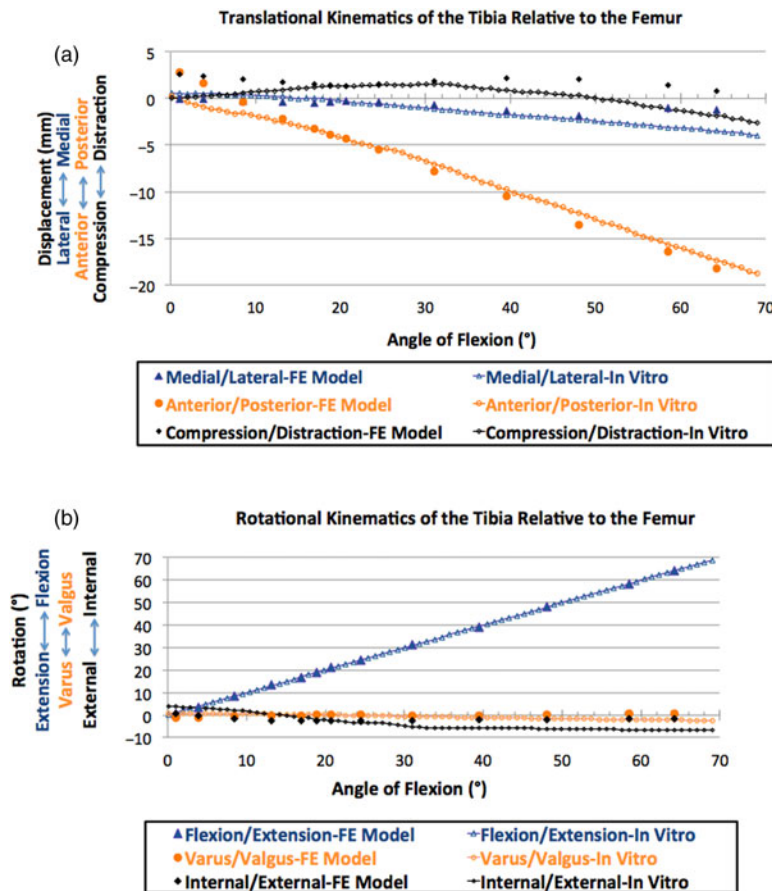 Translational Kinematics of the Tibia Relative to the Femur
(a)
Displacement (mm)
Lateral Medial
Anterior Posterior
Compression Distraction
5
0
−5
−10
−15
−20
0 10 20 30 40 50 60 70
Angle of Flexion (°)
Medial/Lateral-FE Model Medial/Lateral-In Vitro
Anterior/Posterior-FE Model Anterior/Posterior-In Vitro
Compression/Distraction-FE Model Compression/Distraction-In Vitro
(b)
Rotational Kinematics of the Tibia Relative to the Femur
Rotation (°)
Extension Flexion
Varus Valgus
External Internal
70
60
50
40
30
20
10
0
−10
0 10 20 30 40 50 60 70
Angle of Flexion (°)
Flexion/Extension-FE Model Flexion/Extension-In Vitro
Varus/Valgus-FE Model Varus/Valgus-In Vitro
Internal/External-FE Model Internal/External-In Vitro